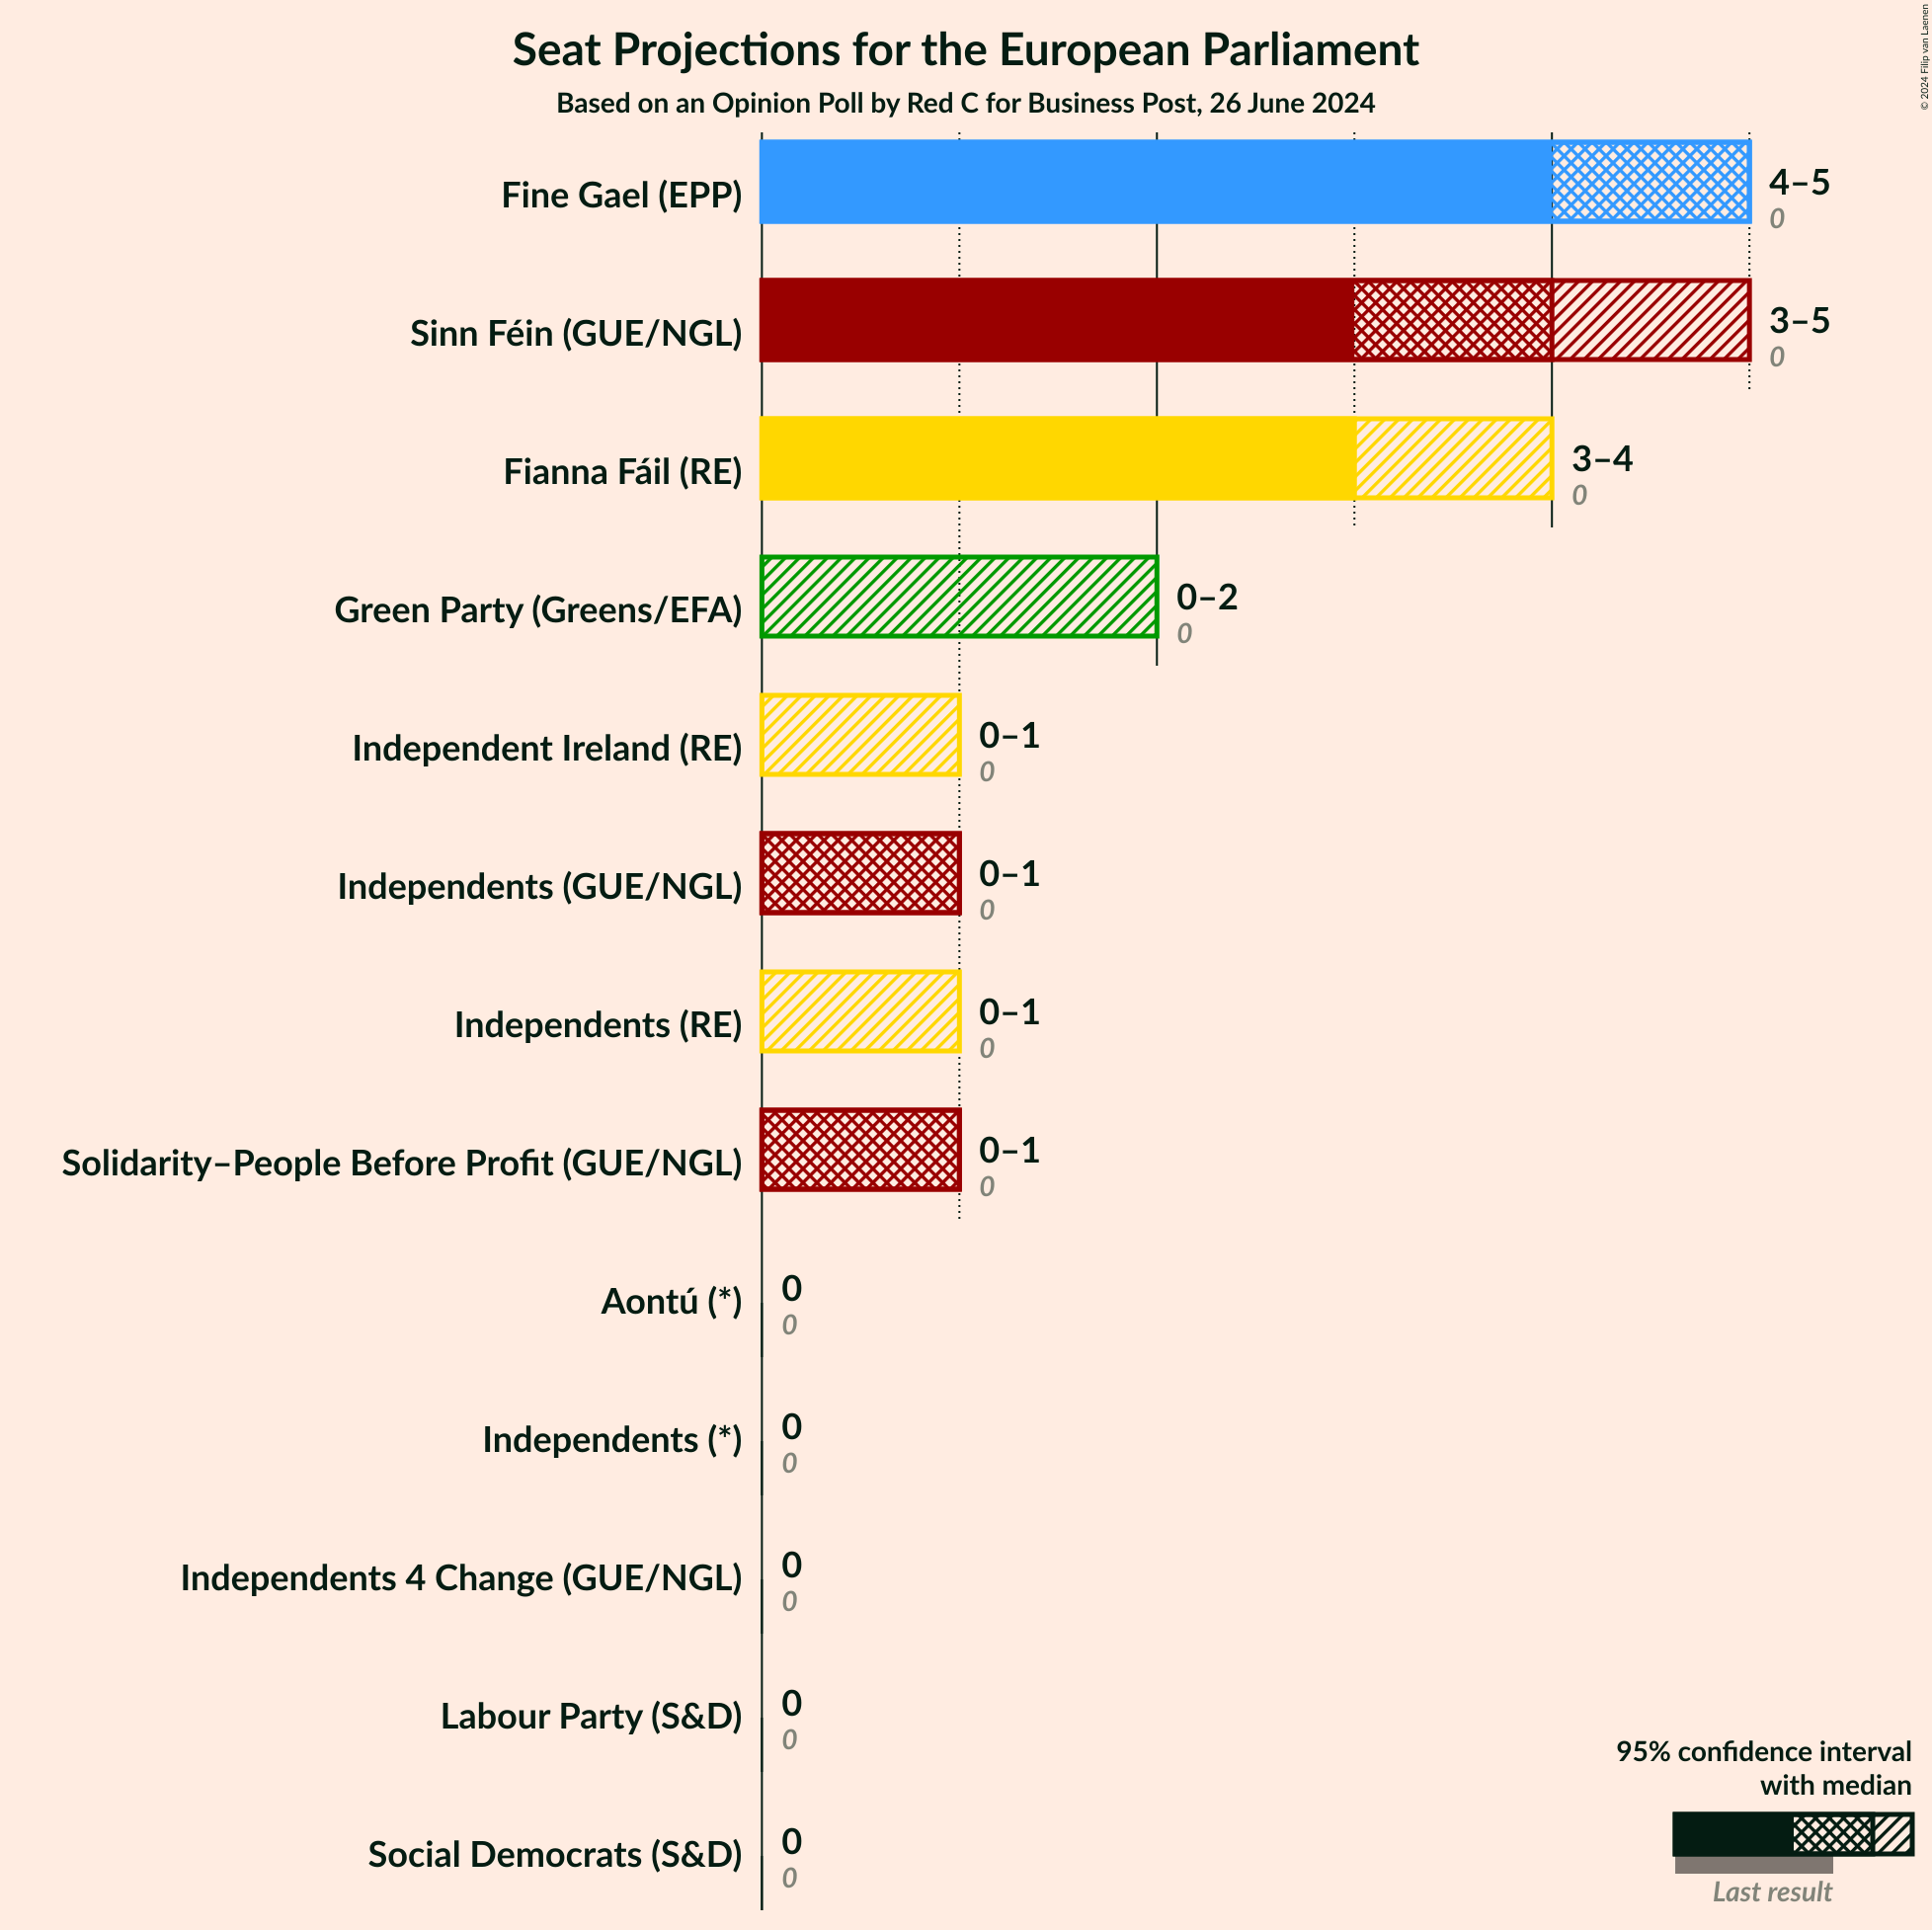 Seat Projections for the European Parliament
Based on an Opinion Poll by Red C for Business Post, 26 June 2024
© 2024 Filip van Laenen
Fine Gael (EPP)
4–5
0
Sinn Féin (GUE/NGL)
3–5
0
Fianna Fáil (RE)
3–4
0
Green Party (Greens/EFA)
0–2
0
Independent Ireland (RE)
0–1
0
Independents (GUE/NGL)
0–1
0
Independents (RE)
0–1
0
Solidarity–People Before Profit (GUE/NGL)
0–1
0
Aontú (*)
0
0
Independents (*)
0
0
Independents 4 Change (GUE/NGL)
0
0
Labour Party (S&D)
0
0
Social Democrats (S&D)
0
0
95% confidence interval
with median
Last result